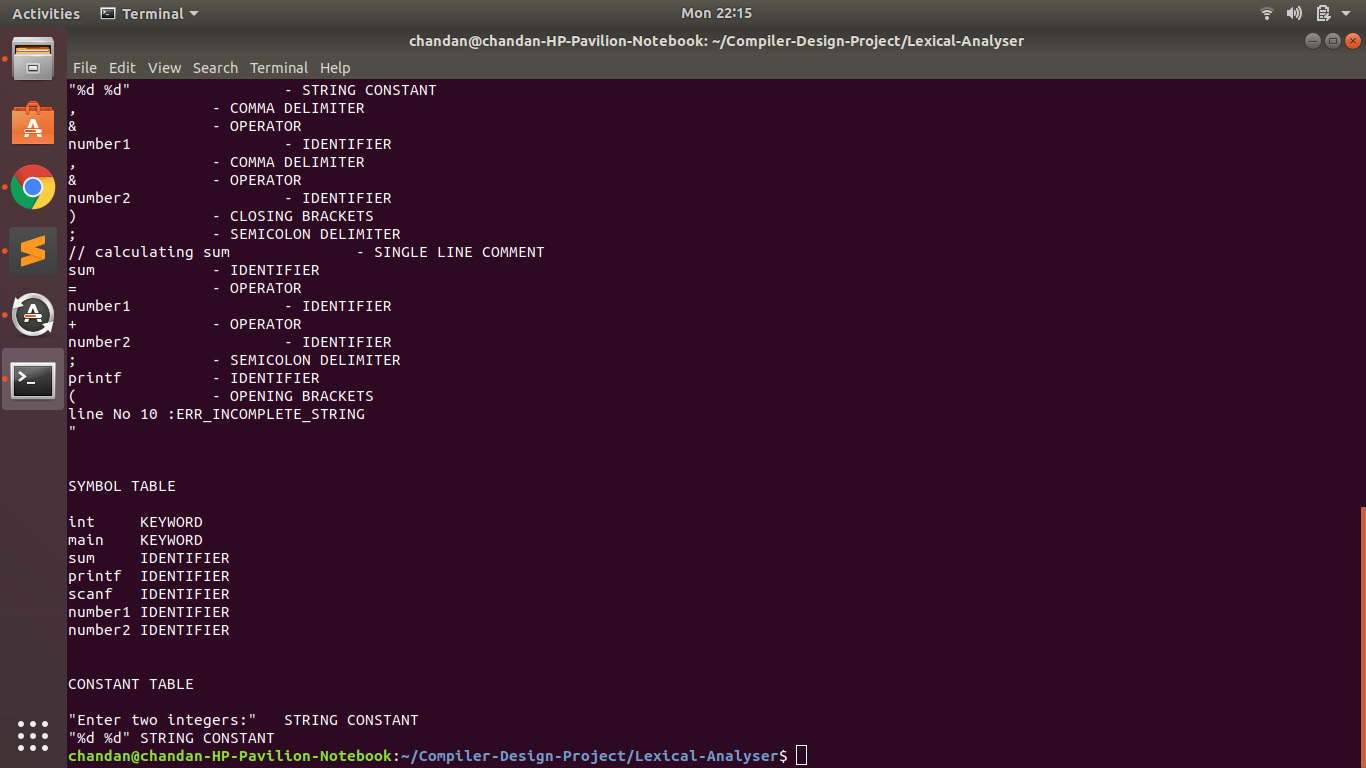 Activities Terminal Mon 22:15
chandan@chandan-HP-Pavilion-Notebook: ~/Compiler-Design-Project/Lexical-Analyser
File Edit View Search Terminal Help
"%d %d" - STRING CONSTANT
, - COMMA DELIMITER
& - OPERATOR
number1 - IDENTIFIER
, - COMMA DELIMITER
& - OPERATOR
number2 - IDENTIFIER
) - CLOSING BRACKETS
; - SEMICOLON DELIMITER
// calculating sum - SINGLE LINE COMMENT
sum - IDENTIFIER
= - OPERATOR
number1 - IDENTIFIER
+ - OPERATOR
number2 - IDENTIFIER
; - SEMICOLON DELIMITER
printf - IDENTIFIER
( - OPENING BRACKETS
line No 10 :ERR_INCOMPLETE_STRING
"
SYMBOL TABLE
int KEYWORD
main KEYWORD
sum IDENTIFIER
printf IDENTIFIER
scanf IDENTIFIER
number1 IDENTIFIER
number2 IDENTIFIER
CONSTANT TABLE
"Enter two integers:" STRING CONSTANT
"%d %d" STRING CONSTANT
chandan@chandan-HP-Pavilion-Notebook:~/Compiler-Design-Project/Lexical-Analyser$